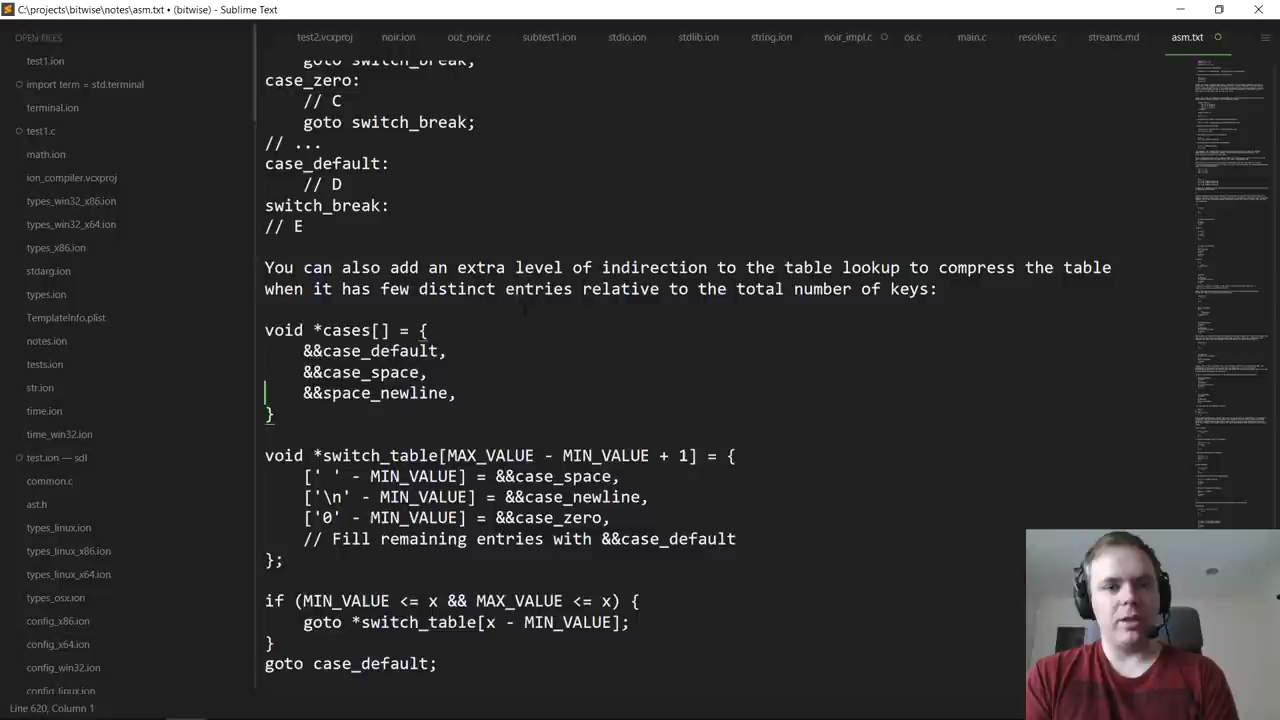 C:\projects\bitwise\notes\asm.txt • (bitwise) - Sublime Text
OPEN FILES
test1.ion
import term = std.terminal
terminal.ion
test1.c
math.ion
ion_compiler.vcxproj
types_win32_x86.ion
types_win32_x64.ion
types_x86.ion
stdarg.ion
types.ion
TemplateInfo.plist
notes.ion
tests.ion
str.ion
time.ion
time_win32.ion
test.ion — sdl
common.c
ast.h
types_linux.ion
types_linux_x86.ion
types_linux_x64.ion
types_osx.ion
config_x86.ion
config_x64.ion
config_win32.ion
config_linux.ion
test2.vcxproj noir.ion out_noir.c subtest1.ion stdio.ion stdlib.ion string.ion noir_impl.c os.c main.c resolve.c streams.md asm.txt
goto switch_break;
case_zero:
// C
goto switch_break;
// ...
case_default:
// D
switch_break:
// E
You can also add an extra level of indirection to the table lookup to compress the table
when it has few distinct entries relative to the total number of keys:
void *cases[] = {
&&case_default,
&&case_space,
&&space_newline,
}
void *switch_table[MAX_VALUE - MIN_VALUE + 1] = {
[' ' - MIN_VALUE] = &&case_space,
['\n' - MIN_VALUE] = &&case_newline,
['0' - MIN_VALUE] = &&case_zero,
// Fill remaining entries with &&case_default
};
if (MIN_VALUE <= x && MAX_VALUE <= x) {
goto *switch_table[x - MIN_VALUE];
}
goto case_default;
Line 620, Column 1